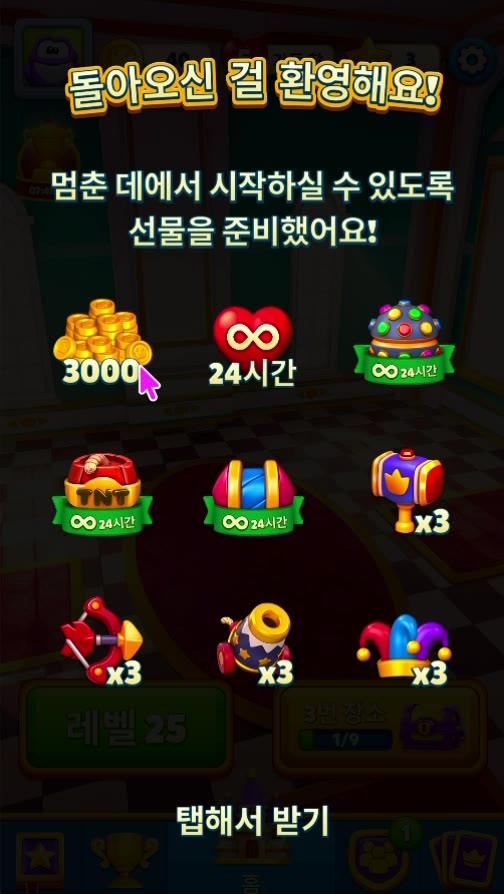 돌아오신 걸 환영해요!
멈춘 데에서 시작하실 수 있도록
선물을 준비했어요!
3000
24시간
∞ 24시간
TNT
∞ 24시간
∞ 24시간
x3
x3
x3
x3
레벨 25
3번 장소
1/9
탭해서 받기
1
홈